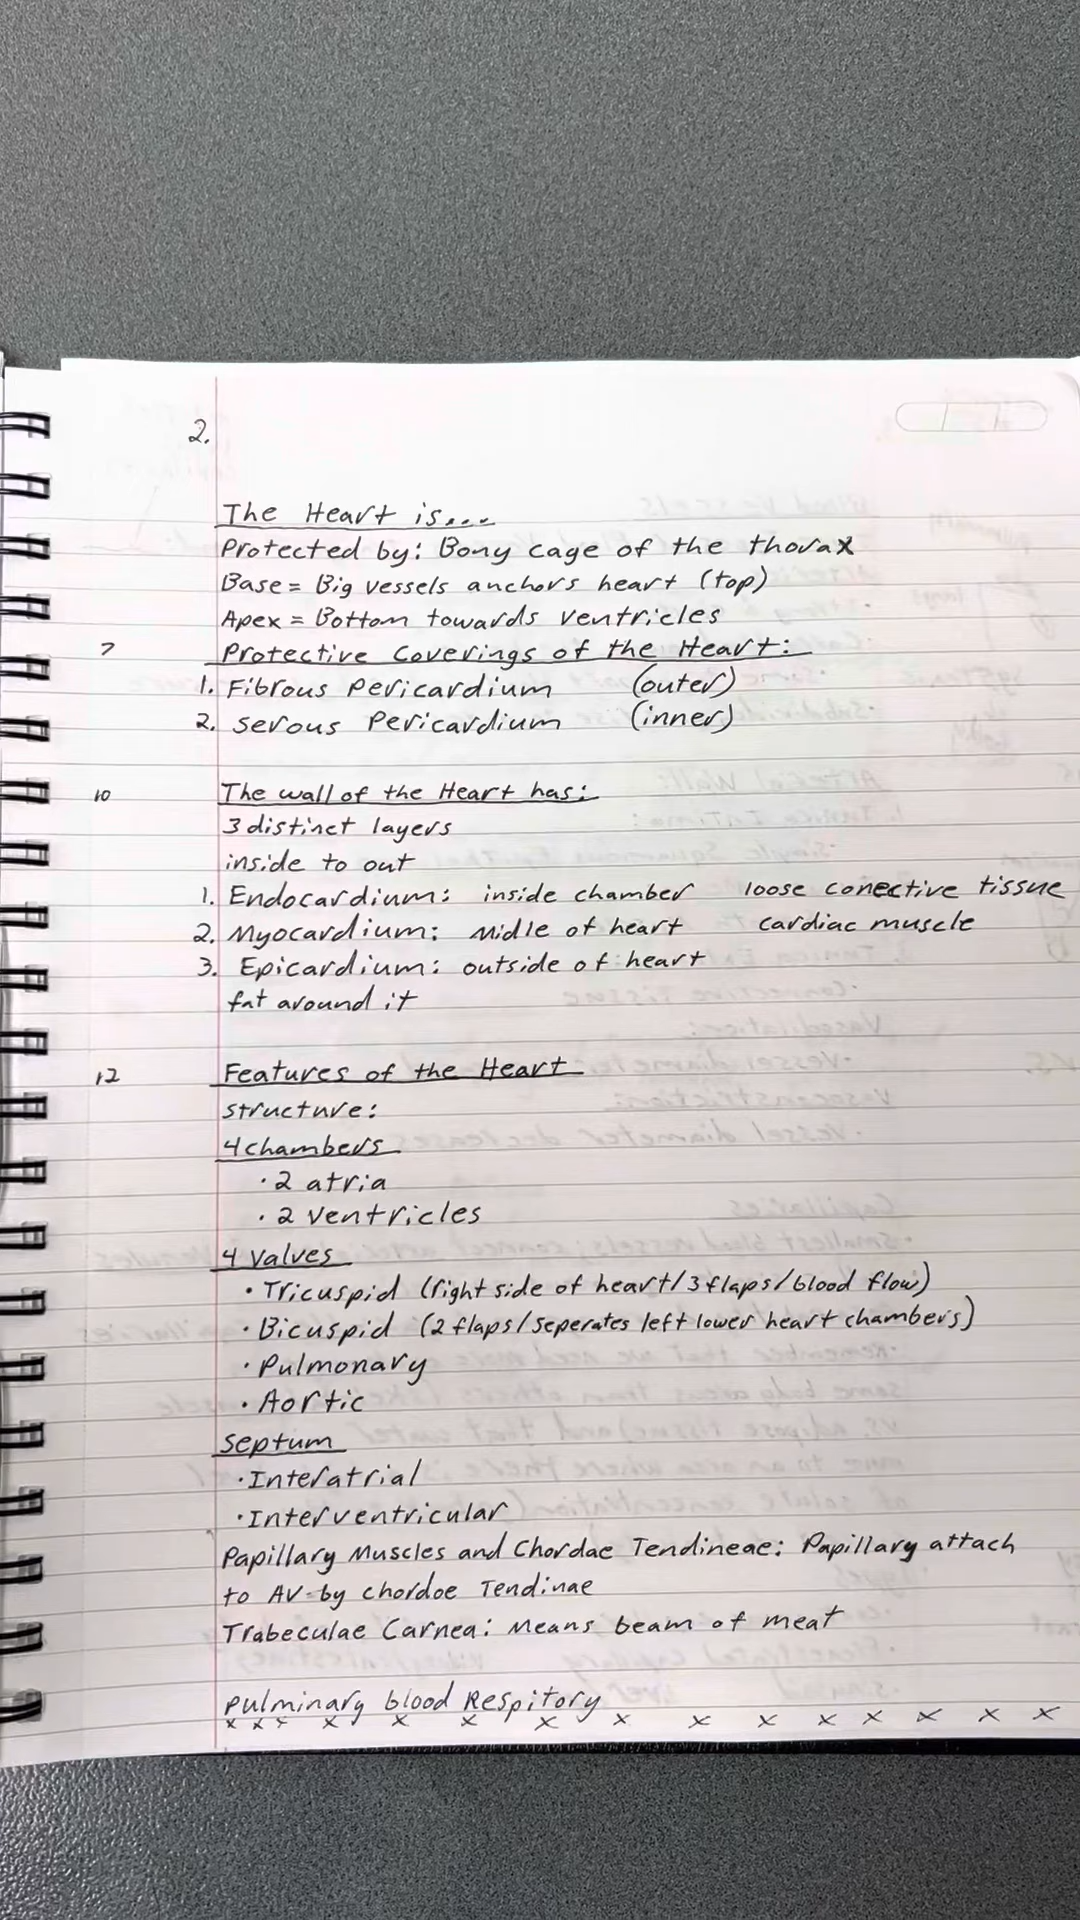 2.
The Heart is...
Protected by: Bony cage of the thorax
Base = Big vessels anchors heart (top)
Apex = Bottom towards ventricles
7 Protective Coverings of the Heart:
1. Fibrous Pericardium (outer)
2. Serous Pericardium (inner)
10 The wall of the Heart has:
3 distinct layers
inside to out
1. Endocardium: inside chamber loose conective tissue
2. Myocardium: Midle of heart cardiac muscle
3. Epicardium: outside of heart
fat around it
12 Features of the Heart
structure:
4 chambers
· 2 atria
· 2 ventricles
4 valves
· Tricuspid (right side of heart/3 flaps/blood flow)
· Bicuspid (2 flaps/seperates left lower heart chambers)
· Pulmonary
· Aortic
Septum
· Interatrial
· Interventricular
Papillary Muscles and Chordae Tendineae: Papillary attach
to AV by chordoe Tendinae
Trabeculae Carnea: Means beam of meat
Pulminary blood Respitory
x x x x x x x x x x x x x x x